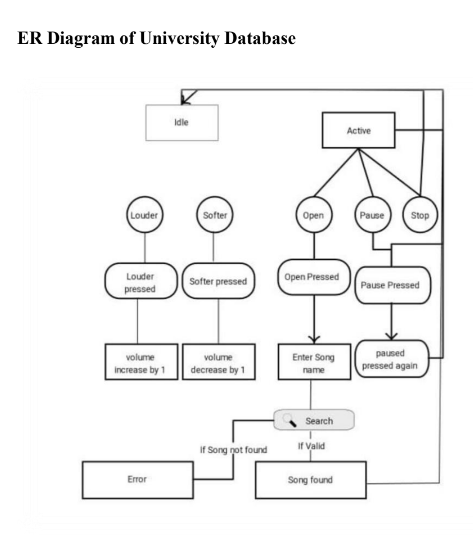 ER Diagram of University Database
Idle
Active
Louder
Softer
Open
Pause
Stop
Louder
pressed
Softer pressed
Open Pressed
Pause Pressed
volume
increase by 1
volume
decrease by 1
Enter Song
name
paused
pressed again
Search
If Song not found
If Valid
Error
Song found